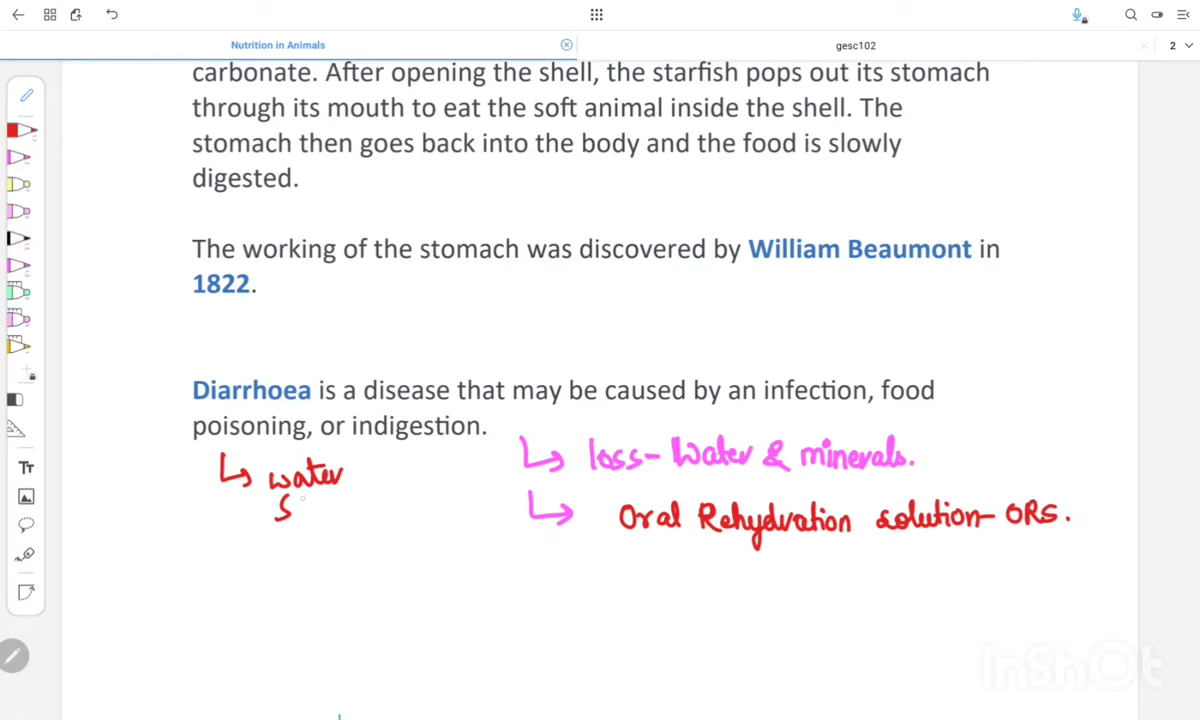 Nutrition in Animals
gesc102
2
carbonate. After opening the shell, the starfish pops out its stomach
through its mouth to eat the soft animal inside the shell. The
stomach then goes back into the body and the food is slowly
digested.
The working of the stomach was discovered by William Beaumont in
1822.
Diarrhoea is a disease that may be caused by an infection, food
poisoning, or indigestion.
loss- Water & minerals.
water
S
Oral Rehydration solution- ORS.
Tт
InShOt